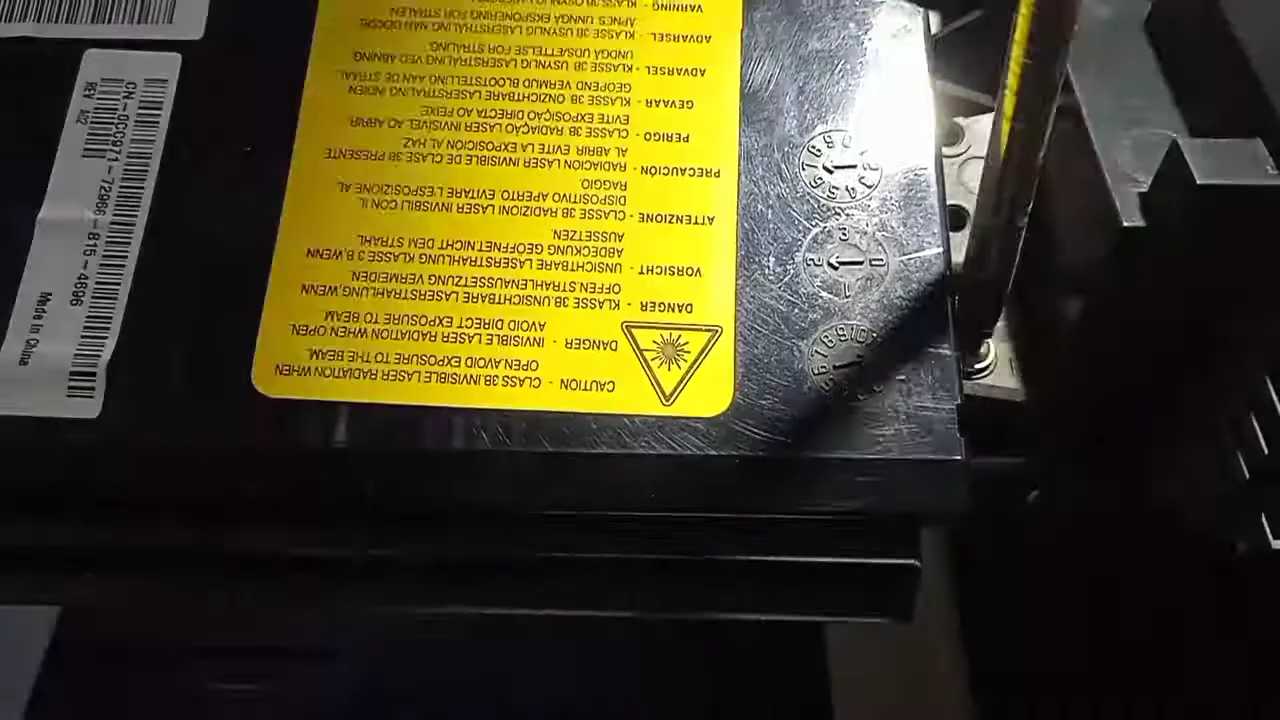 CAUTION - CLASS 3B INVISIBLE LASER RADIATION WHEN
OPEN.AVOID EXPOSURE TO THE BEAM.
DANGER - INVISIBLE LASER RADIATION WHEN OPEN.
AVOID DIRECT EXPOSURE TO BEAM
DANGER - KLASSE 3B.UNSICHTBARE LASERSTRAHLUNG,WENN
OFFEN.STRAHLENAUSSETZUNG VERMEIDEN.
VORSICHT - UNSICHTBARE LASERSTRAHLUNG KLASSE 3 B,WENN
ABDECKUNG GEÖFFNET.NICHT DEM STRAHL
AUSSETZEN.
ATTENZIONE - CLASSE 3B RADIZIONI LASER INVISIBILI CON IL
DISPOSITIVO APERTO. EVITARE L'ESPOSIZIONE AL
RAGGIO
PRECAUCIÓN - RADIACION LASER INVISIBLE DE CLASE 3B PRESENTE
AL ABRIR. EVITE LA EXPOSICION AL HAZ.
PERIGO - CLASSE 3B RADIAÇÃO LASER INVISÍVEL AO ABRIR.
EVITE EXPOSIÇÃO DIRECTA AO FEIXE.
GEVAAR - KLASSE 3B. ONZICHTBARE LASERSTRALING INDIEN
GEOPEND VERMIJD BLOOTSTELLING AAN DE STRAAL
ADVARSEL - KLASSE 3B USYNLIG LASERSTRÅLING VED ÅBNING
UNDGÅ UDSÆTTELSE FOR STRÅLING.
ADVARSEL - KLASSE 3B USYNLIG LASERSTRÅLING NÅR DEKSEL
ÅPNES UNNGÅ EKSPONERING FOR STRÅLEN
VARNING -
CN-0CC971-72966-815-4696
REV A02
Made in China